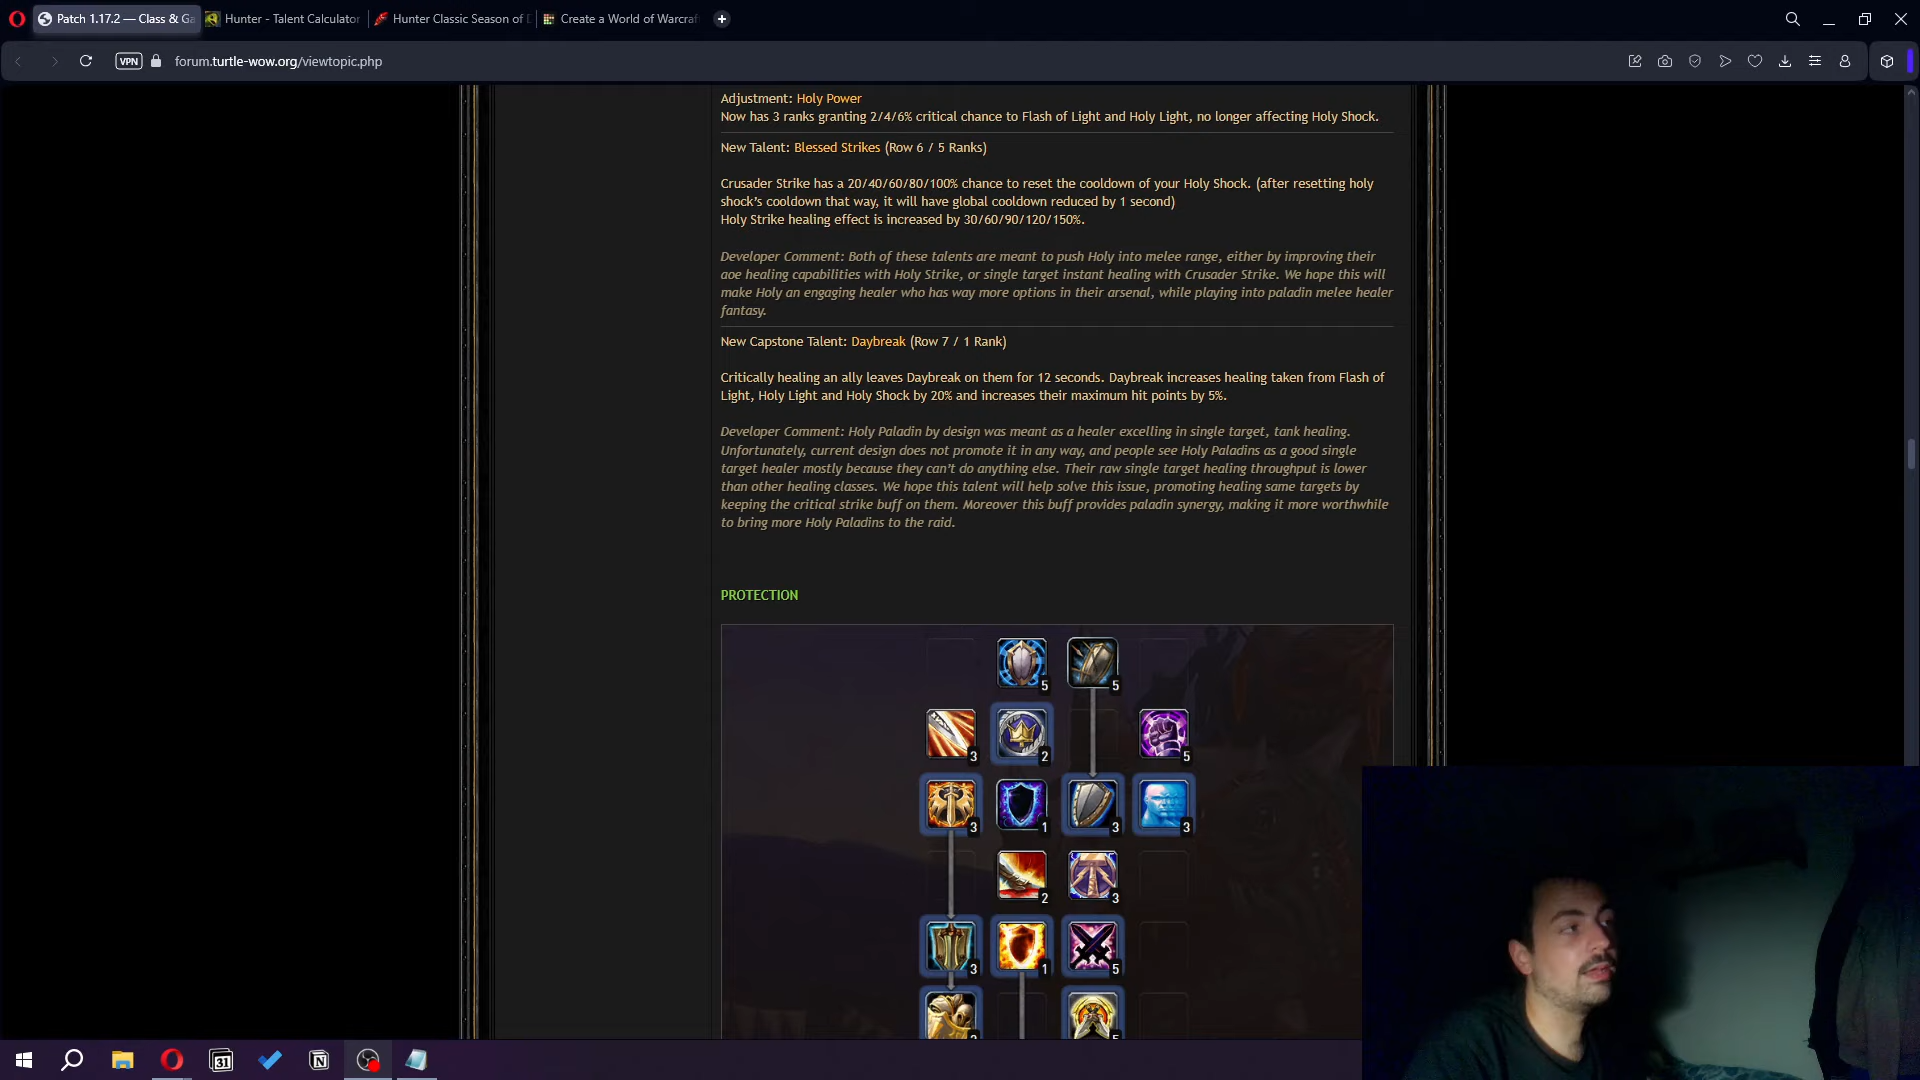 Patch 1.17.2 — Class & Ga
Hunter - Talent Calculator
Hunter Classic Season of D
Create a World of Warcraf
VPN
forum.turtle-wow.org/viewtopic.php
Adjustment: Holy Power
Now has 3 ranks granting 2/4/6% critical chance to Flash of Light and Holy Light, no longer affecting Holy Shock.
New Talent: Blessed Strikes (Row 6 / 5 Ranks)
Crusader Strike has a 20/40/60/80/100% chance to reset the cooldown of your Holy Shock. (after resetting holy
shock's cooldown that way, it will have global cooldown reduced by 1 second)
Holy Strike healing effect is increased by 30/60/90/120/150%.
Developer Comment: Both of these talents are meant to push Holy into melee range, either by improving their
aoe healing capabilities with Holy Strike, or single target instant healing with Crusader Strike. We hope this will
make Holy an engaging healer who has way more options in their arsenal, while playing into paladin melee healer
fantasy.
New Capstone Talent: Daybreak (Row 7 / 1 Rank)
Critically healing an ally leaves Daybreak on them for 12 seconds. Daybreak increases healing taken from Flash of
Light, Holy Light and Holy Shock by 20% and increases their maximum hit points by 5%.
Developer Comment: Holy Paladin by design was meant as a healer excelling in single target, tank healing.
Unfortunately, current design does not promote it in any way, and people see Holy Paladins as a good single
target healer mostly because they can't do anything else. Their raw single target healing throughput is lower
than other healing classes. We hope this talent will help solve this issue, promoting healing same targets by
keeping the critical strike buff on them. Moreover this buff provides paladin synergy, making it more worthwhile
to bring more Holy Paladins to the raid.
PROTECTION
5 5
3 2 5
3 1 3 3
2 3
3 1 5
31